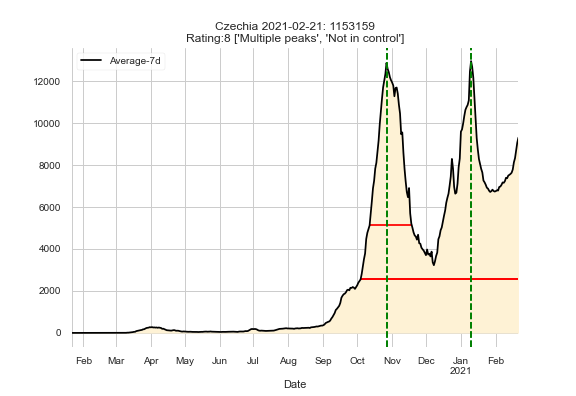 Czechia 2021-02-21: 1153159
Rating:8 ['Multiple peaks', 'Not in control']
Average-7d
12000
10000
8000
6000
4000
2000
0
Feb Mar Apr May Jun Jul Aug Sep Oct Nov Dec Jan Feb
2021
Date